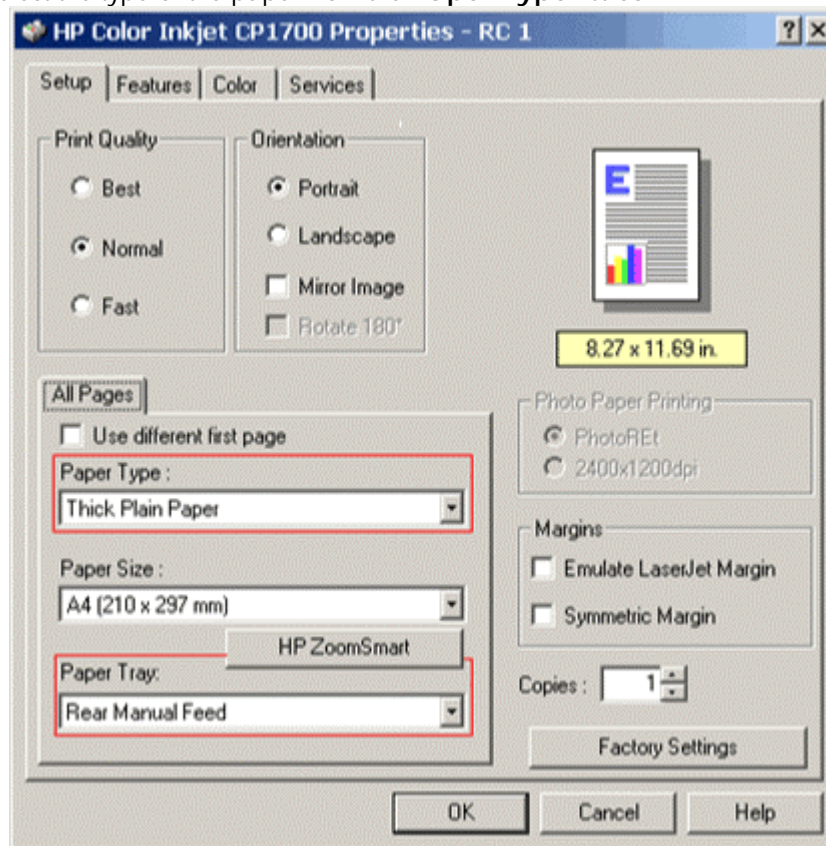 HP Color Inkjet CP1700 Properties - RC 1
Setup Features Color Services
Print Quality
Best
Normal
Fast
Orientation
Portrait
Landscape
Mirror Image
Rotate 180°
E
8.27 x 11.69 in.
All Pages
Use different first page
Paper Type :
Thick Plain Paper
Paper Size :
A4 (210 x 297 mm)
HP ZoomSmart
Paper Tray:
Rear Manual Feed
Photo Paper Printing
PhotoREt
2400x1200dpi
Margins
Emulate LaserJet Margin
Symmetric Margin
Copies : 1
Factory Settings
OK Cancel Help